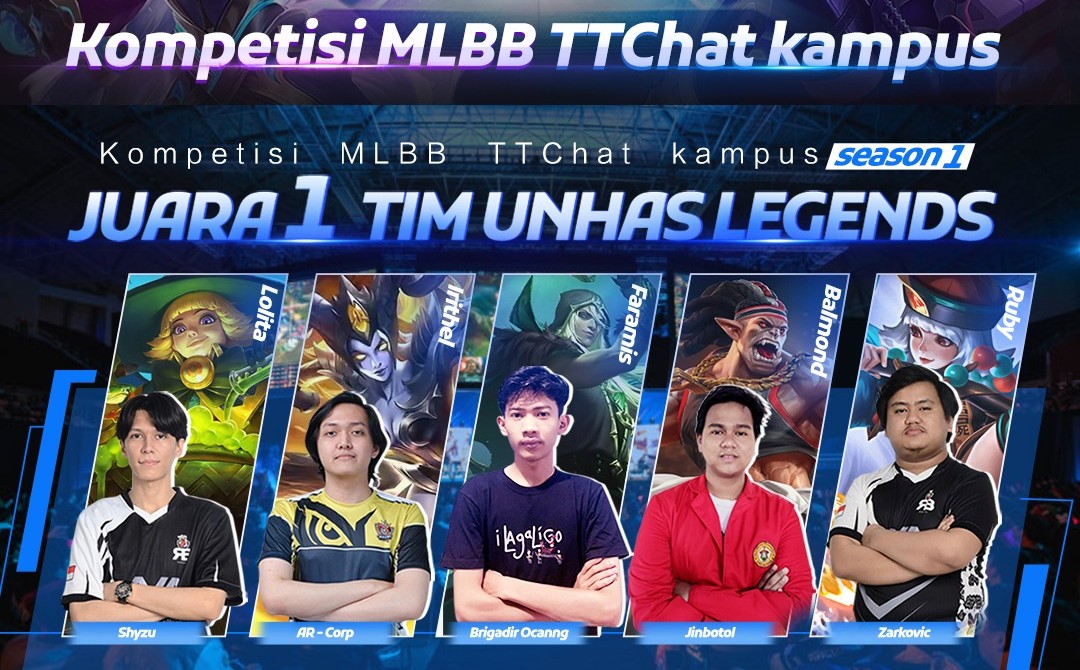 Kompetisi MLBB TTChat kampus
Kompetisi MLBB TTChat kampus season 1
JUARA 1 TIM UNHAS LEGENDS
Lolita
Irithel
Faramis
Balmond
Ruby
iLagaligo
Shyzu
AR - Corp
Brigadir Ocanng
Jinbotol
Zarkovic